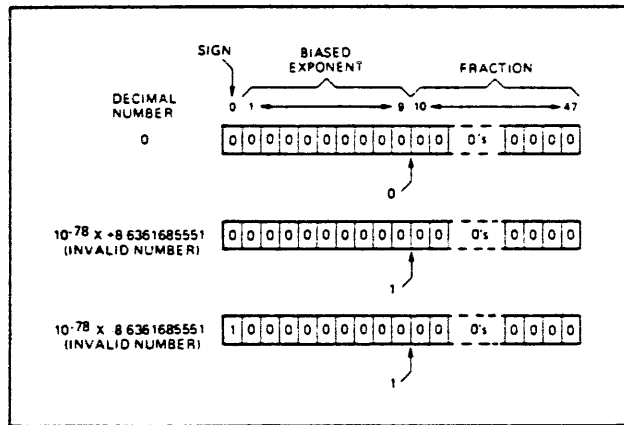 SIGN
BIASED EXPONENT
FRACTION
DECIMAL NUMBER
0 1 9 10 47
0
0 0 0 0 0 0 0 0 0 0 0 0 0 0's 0 0 0 0
0
10-78 X +8 6361685551
(INVALID NUMBER)
0 0 0 0 0 0 0 0 0 0 0 0 0 0's 0 0 0 0
1
10-78 X 8 6361685551
(INVALID NUMBER)
1 0 0 0 0 0 0 0 0 0 0 0 0 0's 0 0 0 0
1